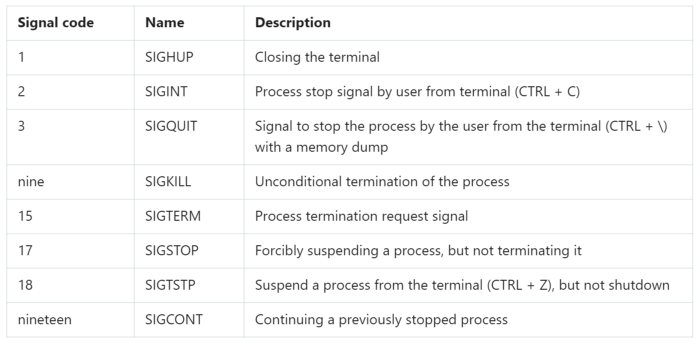 Signal code Name Description
1 SIGHUP Closing the terminal
2 SIGINT Process stop signal by user from terminal (CTRL + C)
3 SIGQUIT Signal to stop the process by the user from the terminal (CTRL + \)
with a memory dump
nine SIGKILL Unconditional termination of the process
15 SIGTERM Process termination request signal
17 SIGSTOP Forcibly suspending a process, but not terminating it
18 SIGTSTP Suspend a process from the terminal (CTRL + Z), but not shutdown
nineteen SIGCONT Continuing a previously stopped process